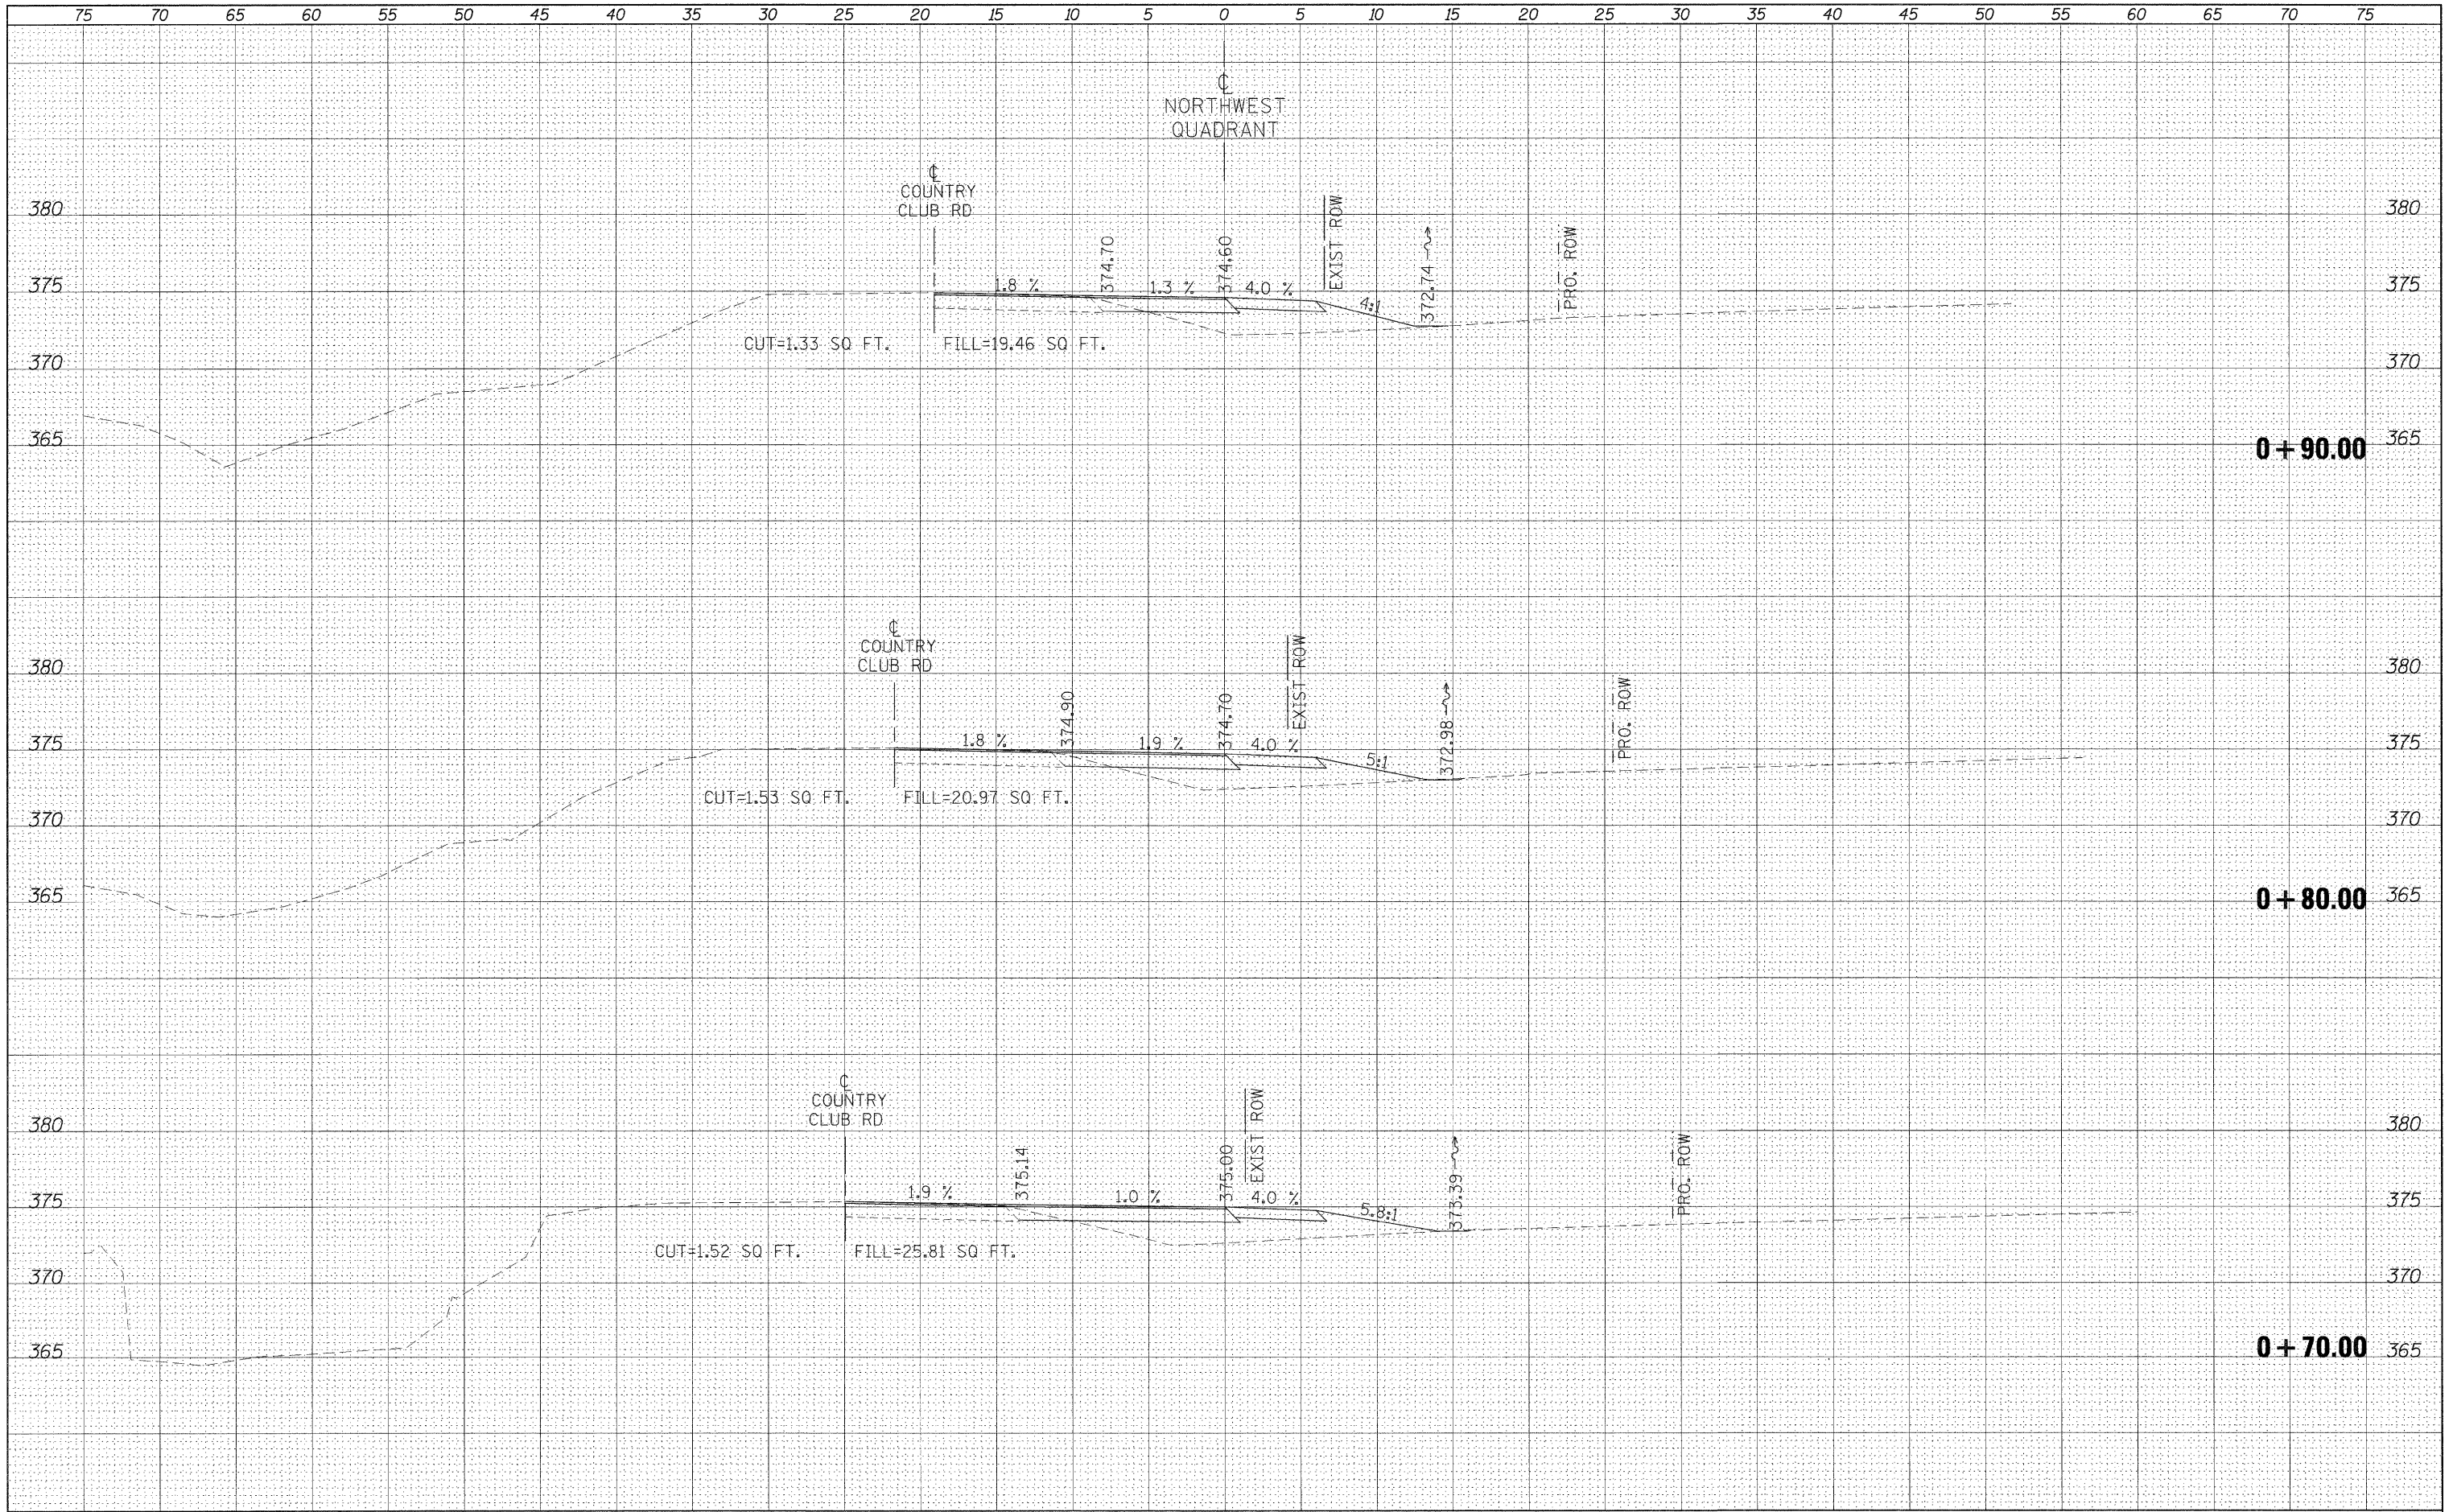 75 70 65 60 55 50 45 40 35 30 25 20 15 10 5 0 5 10 15 20 25 30 35 40 45 50 55 60 65 70 75
℄
NORTHWEST
QUADRANT
℄
COUNTRY
CLUB RD
380
374.70
374.60
EXIST ROW
372.74
PRO. ROW
380
375
1.8 %
1.3 %
4.0 %
4:1
375
CUT=1.33 SQ FT.
FILL=19.46 SQ FT.
370
370
365
0+90.00
365
℄
COUNTRY
CLUB RD
380
374.90
374.70
EXIST ROW
372.98
PRO. ROW
380
375
1.8 %
1.9 %
4.0 %
5:1
375
CUT=1.53 SQ FT.
FILL=20.97 SQ FT.
370
370
365
0+80.00
365
℄
COUNTRY
CLUB RD
380
375.14
375.00
EXIST ROW
373.39
PRO. ROW
380
375
1.9 %
1.0 %
4.0 %
5.8:1
375
CUT=1.52 SQ FT.
FILL=25.81 SQ FT.
370
370
365
0+70.00
365